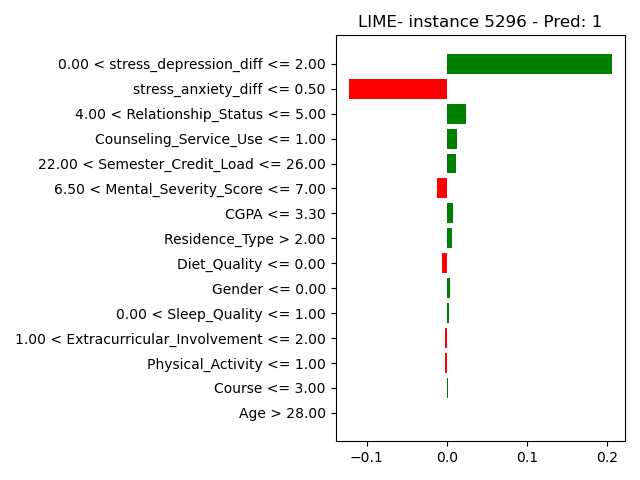 LIME- instance 5296 - Pred: 1
0.00 < stress_depression_diff <= 2.00
stress_anxiety_diff <= 0.50
4.00 < Relationship_Status <= 5.00
Counseling_Service_Use <= 1.00
22.00 < Semester_Credit_Load <= 26.00
6.50 < Mental_Severity_Score <= 7.00
CGPA <= 3.30
Residence_Type > 2.00
Diet_Quality <= 0.00
Gender <= 0.00
0.00 < Sleep_Quality <= 1.00
1.00 < Extracurricular_Involvement <= 2.00
Physical_Activity <= 1.00
Course <= 3.00
Age > 28.00
−0.1 0.0 0.1 0.2